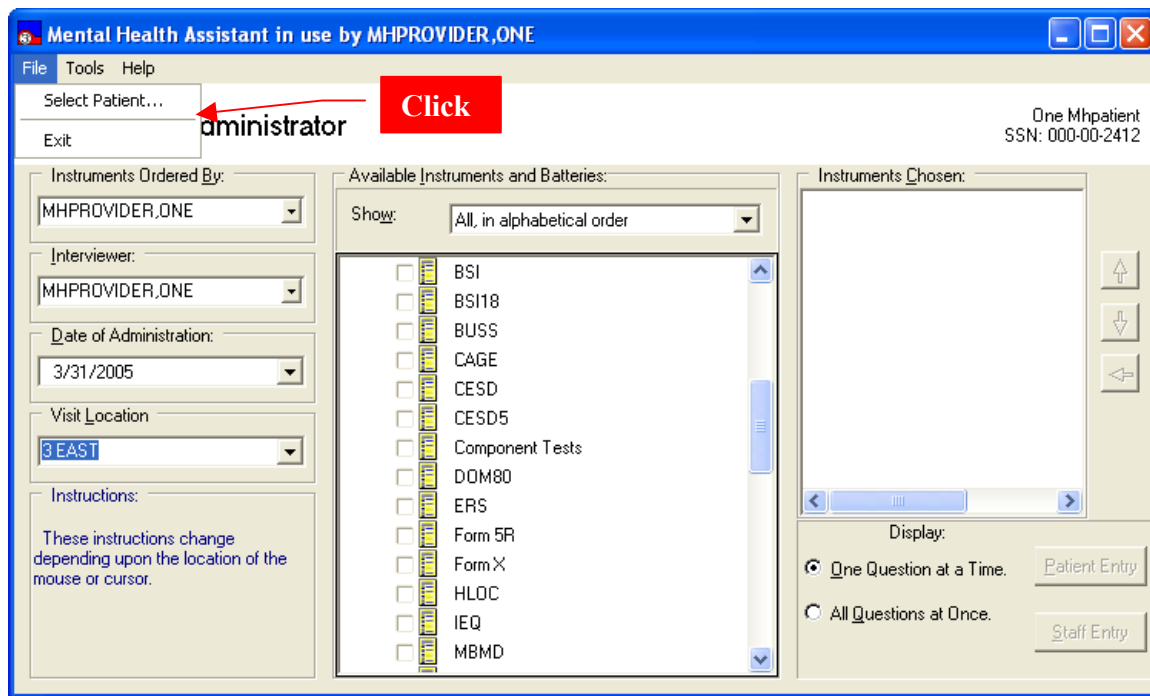 Mental Health Assistant in use by MHPROVIDER,ONE
File Tools Help
Select Patient...
Exit
Click
dministrator
One Mhpatient
SSN: 000-00-2412
Instruments Ordered By:
MHPROVIDER,ONE
Interviewer:
MHPROVIDER,ONE
Date of Administration:
3/31/2005
Visit Location
3 EAST
Instructions:
These instructions change
depending upon the location of the
mouse or cursor.
Available Instruments and Batteries:
Show: All, in alphabetical order
BSI
BSI18
BUSS
CAGE
CESD
CESD5
Component Tests
DOM80
ERS
Form 5R
Form X
HLOC
IEQ
MBMD
Instruments Chosen:
Display:
One Question at a Time.
All Questions at Once.
Patient Entry
Staff Entry